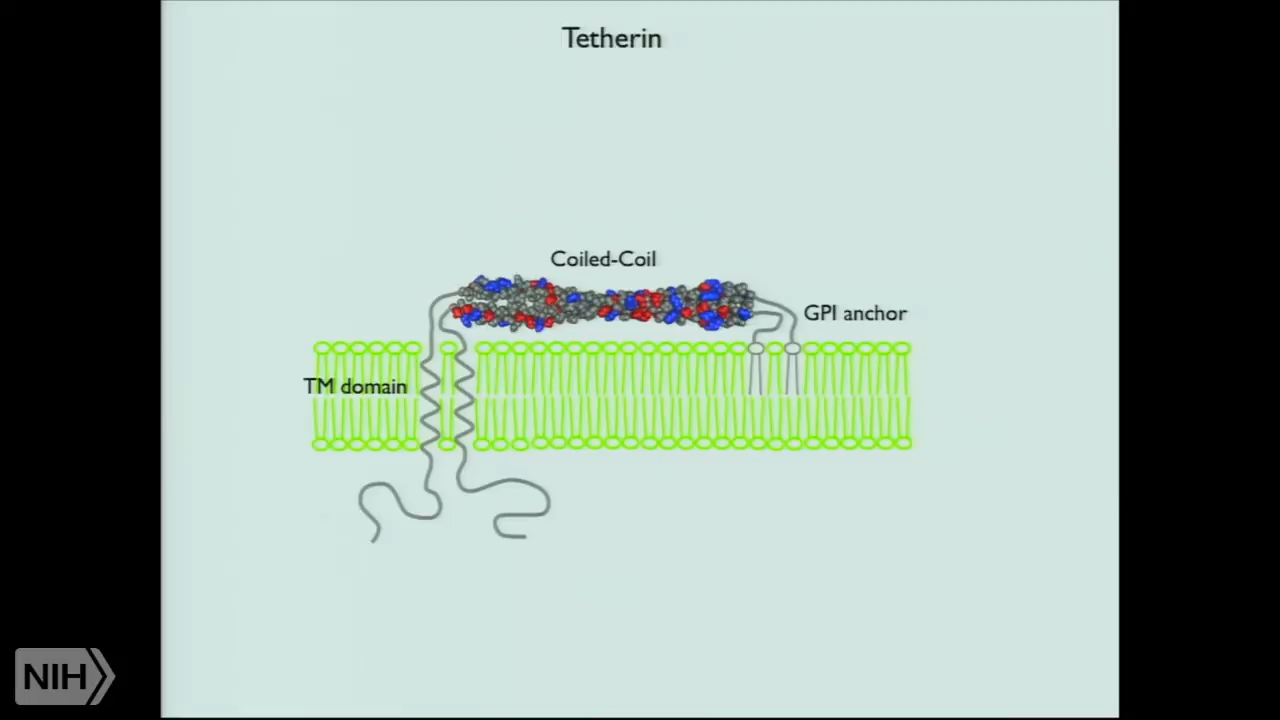 Tetherin
Coiled-Coil
GPI anchor
TM domain
NIH